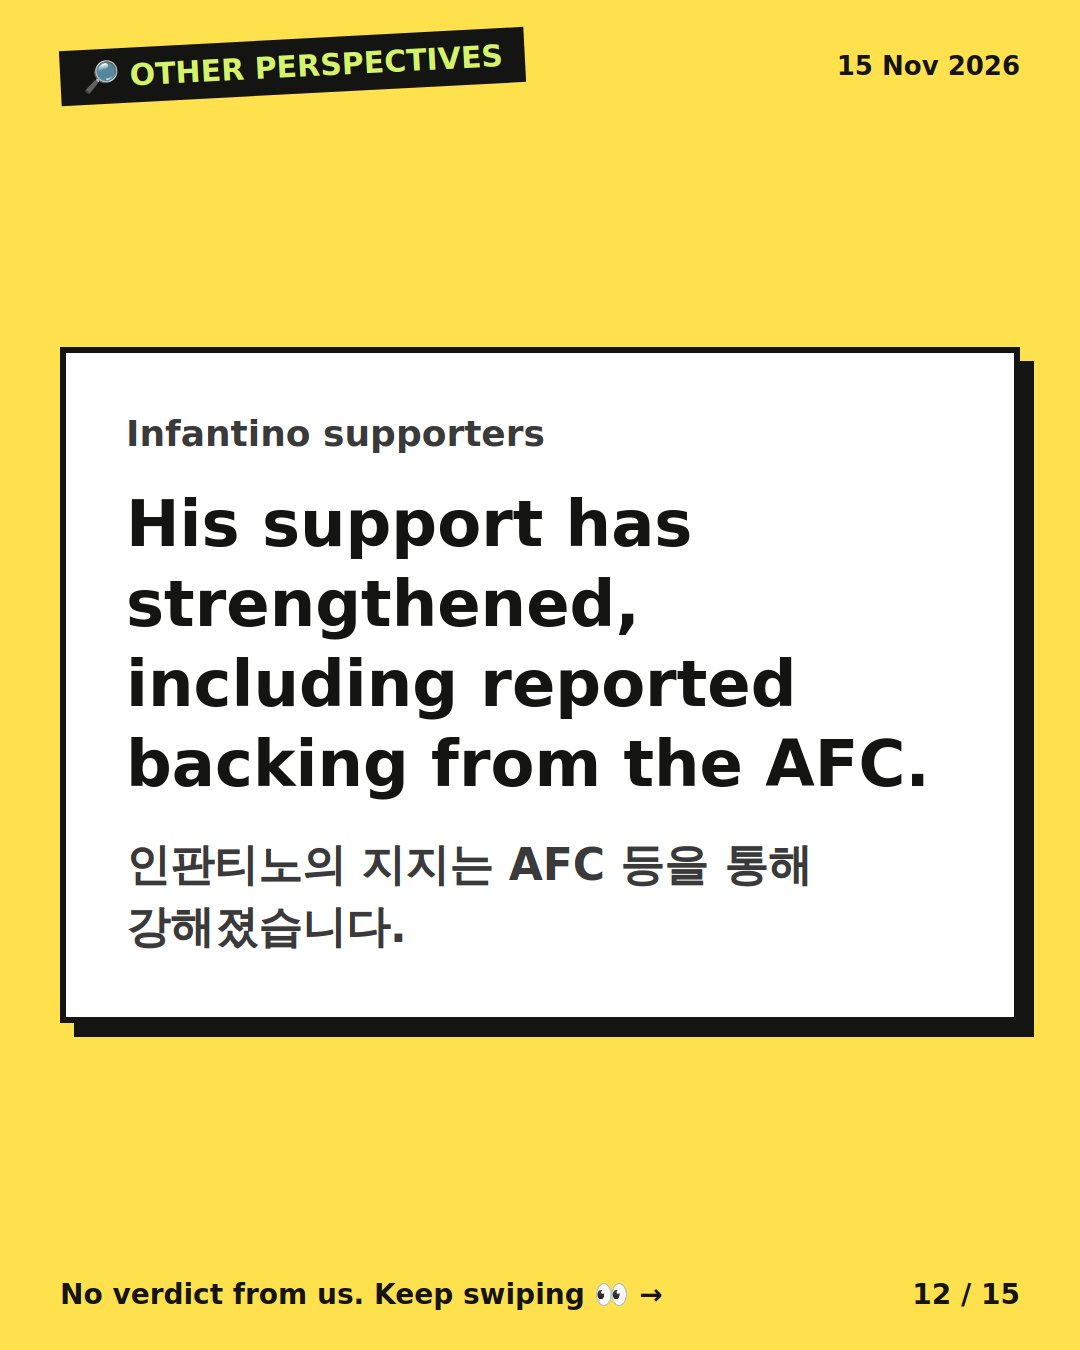 🔎 OTHER PERSPECTIVES
15 Nov 2026
Infantino supporters
His support has
strengthened,
including reported
backing from the AFC.
인판티노의 지지는 AFC 등을 통해
강해졌습니다.
No verdict from us. Keep swiping 👀 →
12 / 15